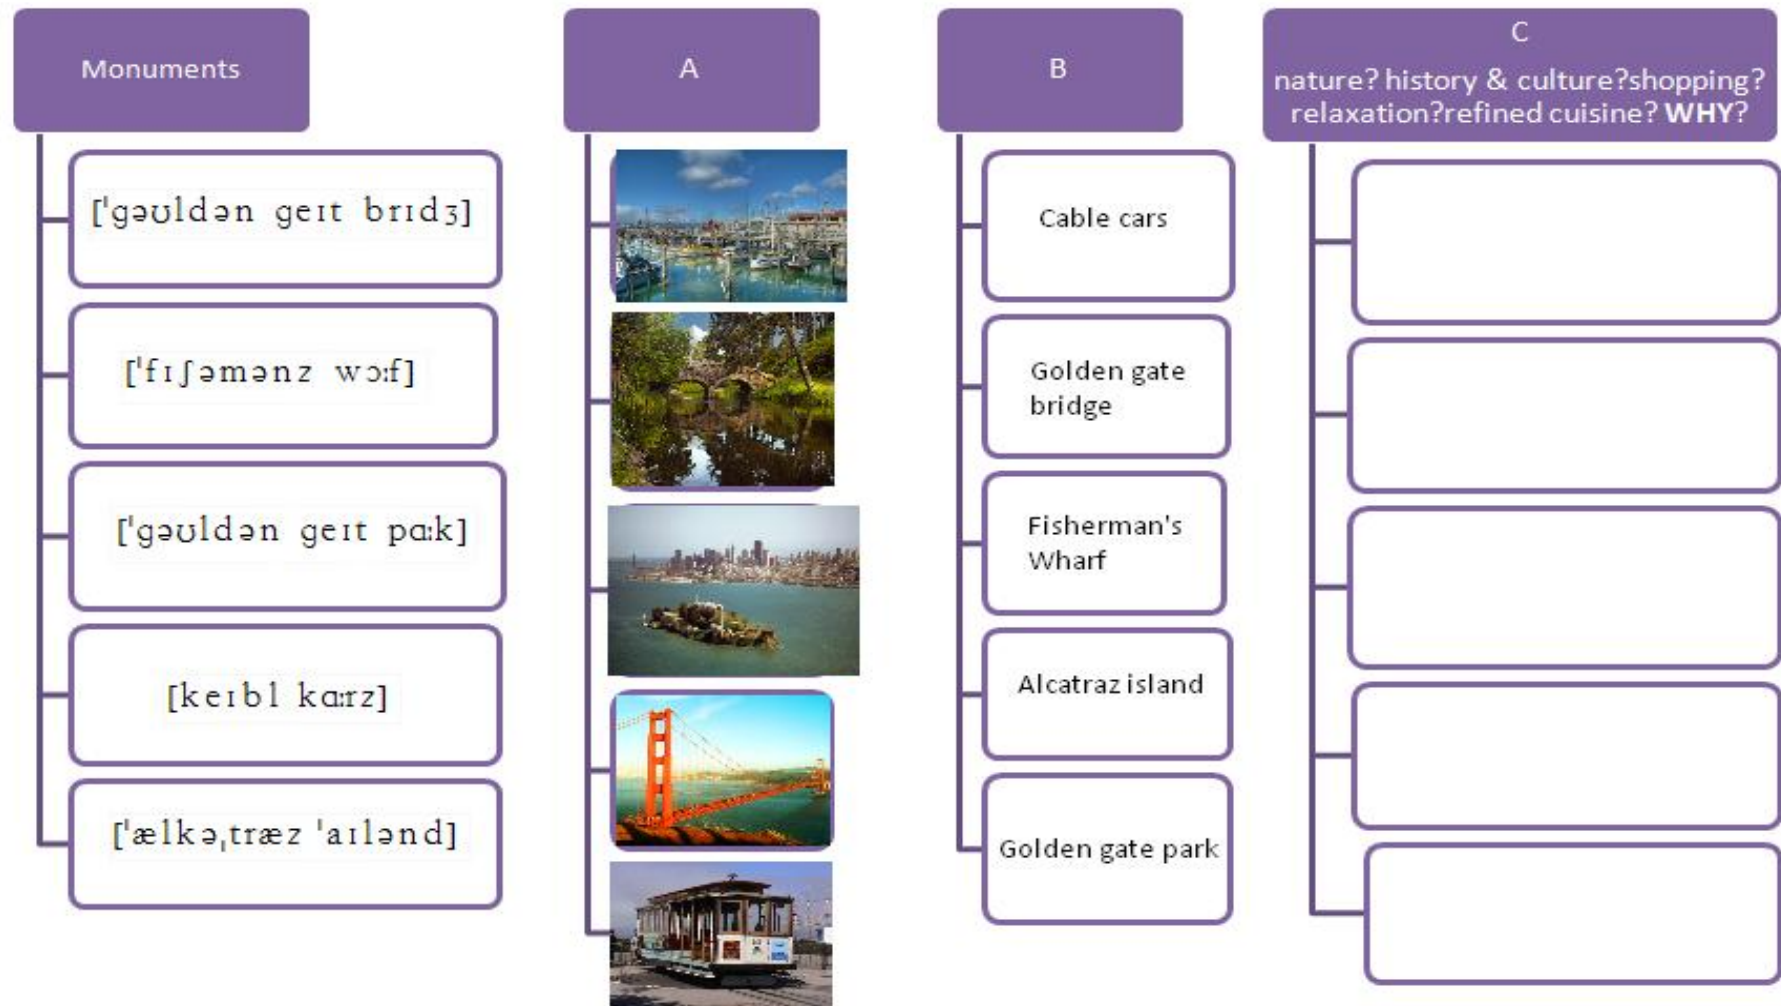 Monuments
['gəʊldən geɪt brɪdʒ]
['fɪʃəmənz wɔːf]
['gəʊldən geɪt pɑːk]
[keɪbl kɑːrz]
['ælkəˌtræz 'aɪlənd]
A
B
Cable cars
Golden gate
bridge
Fisherman's
Wharf
Alcatraz island
Golden gate park
C
nature? history & culture?shopping?
relaxation?refined cuisine? WHY?